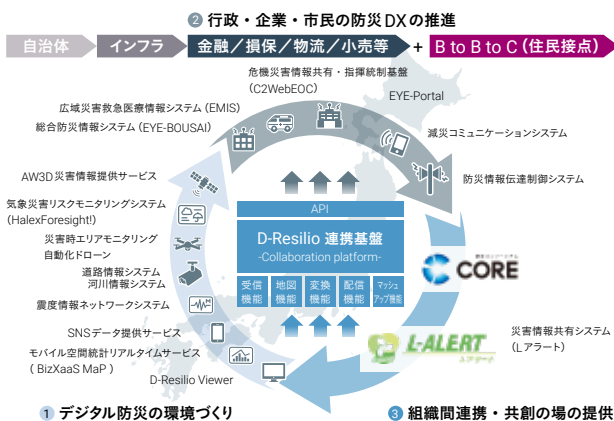 ② 行政・企業・市民の防災DXの推進
自治体
インフラ
金融／損保／物流／小売等
+
B to B to C（住民接点）
危機災害情報共有・指揮統制基盤
(C2WebEOC)
EYE-Portal
広域災害救急医療情報システム(EMIS)
総合防災情報システム(EYE-BOUSAI)
減災コミュニケーションシステム
防災情報伝達制御システム
AW3D災害情報提供サービス
気象災害リスクモニタリングシステム
(HalexForesight!)
災害時エリアモニタリング
自動化ドローン
道路情報システム
河川情報システム
震度情報ネットワークシステム
SNSデータ提供サービス
モバイル空間統計リアルタイムサービス
( BizXaaS MaP )
D-Resilio Viewer
API
D-Resilio 連携基盤
-Collaboration platform-
受信
機能
地図
機能
変換
機能
配信
機能
マッシュ
アップ機能
CORE
L-ALERT
Lアラート
災害情報共有システム
(Lアラート)
① デジタル防災の環境づくり
③ 組織間連携・共創の場の提供